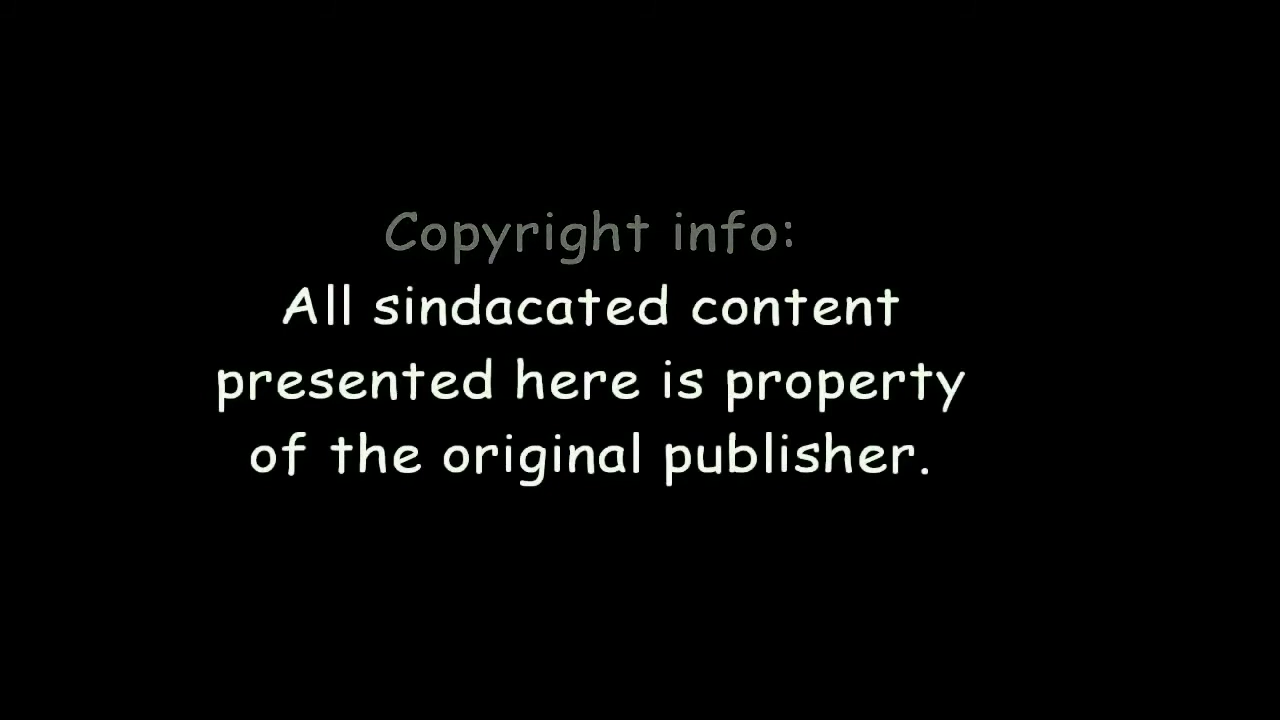 Copyright info:
All sindacated content
presented here is property
of the original publisher.